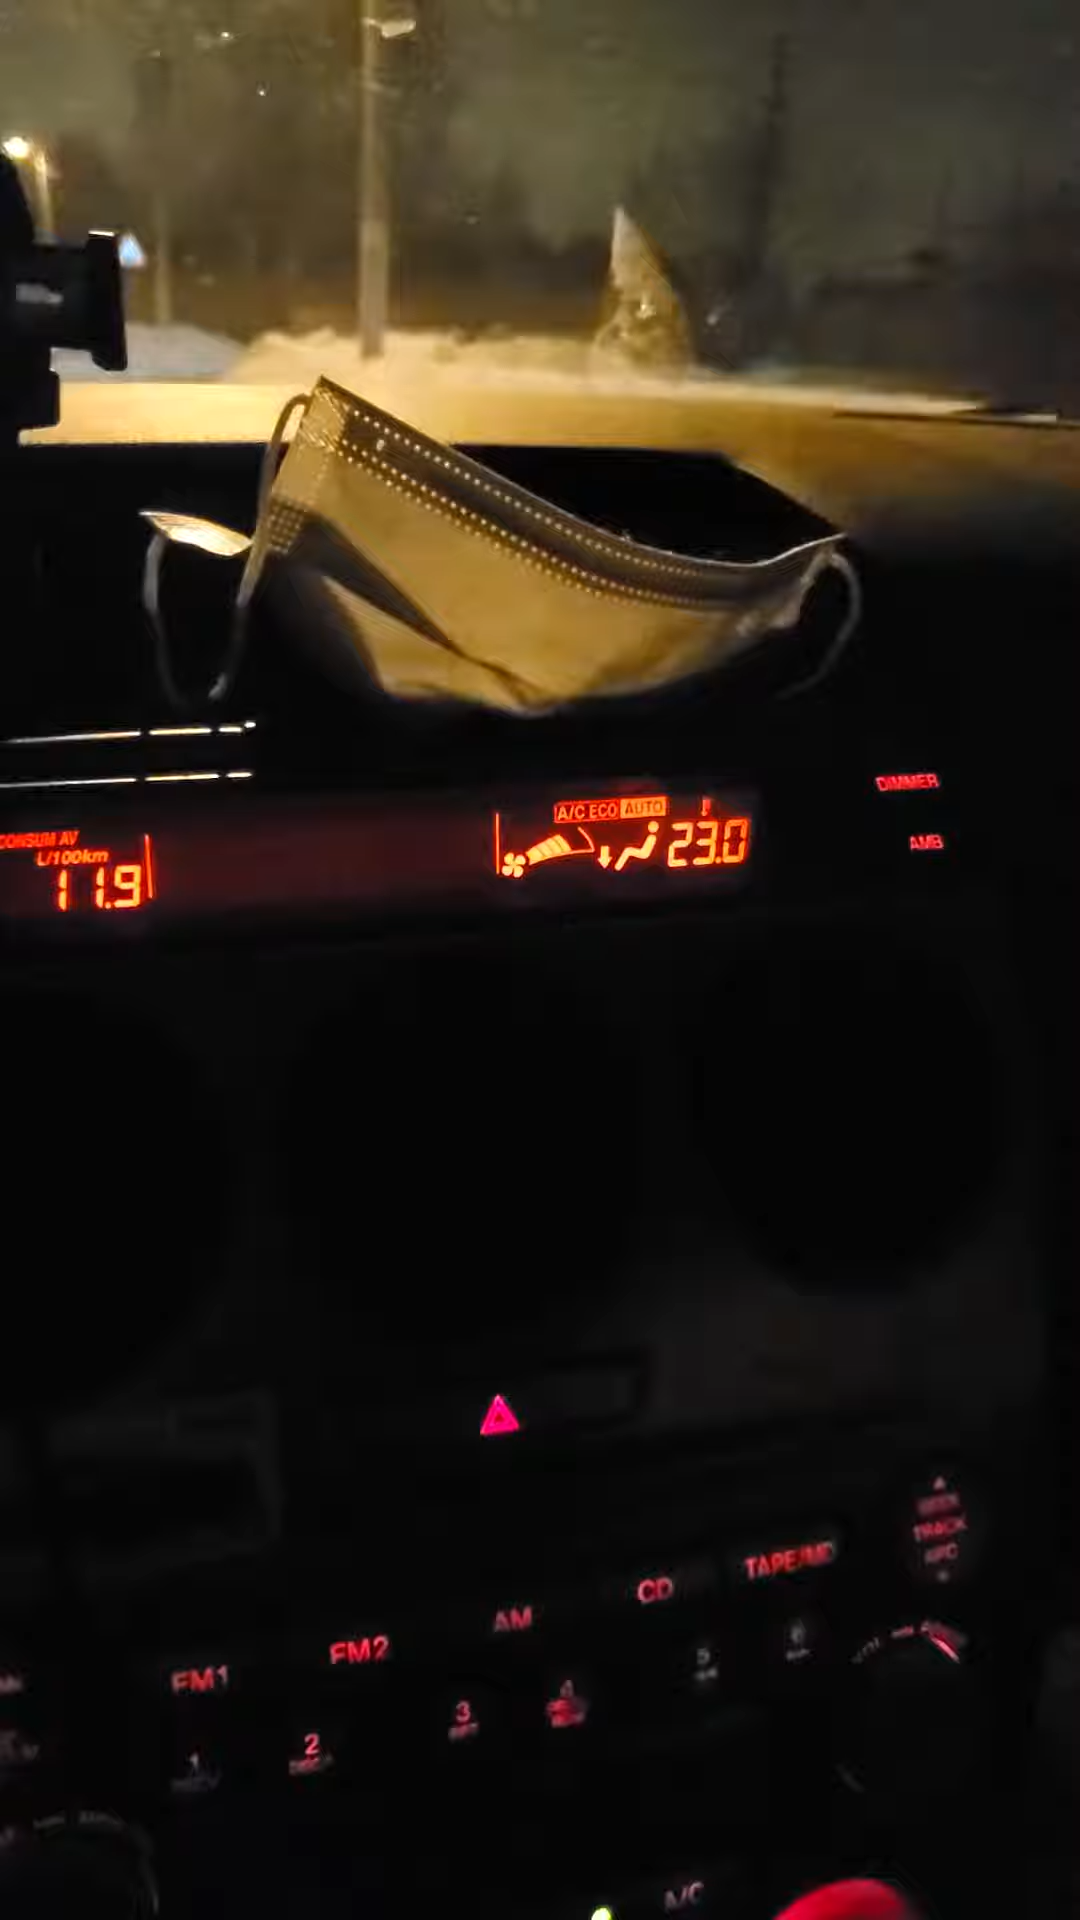 DIMMER
A/C ECO AUTO
23.0
CONSUM AV
L/100km
11.9
AMB
TRACK
TAPE/MD
CD
AM
FM2
FM1
6
5
4
3
2
1
A/C